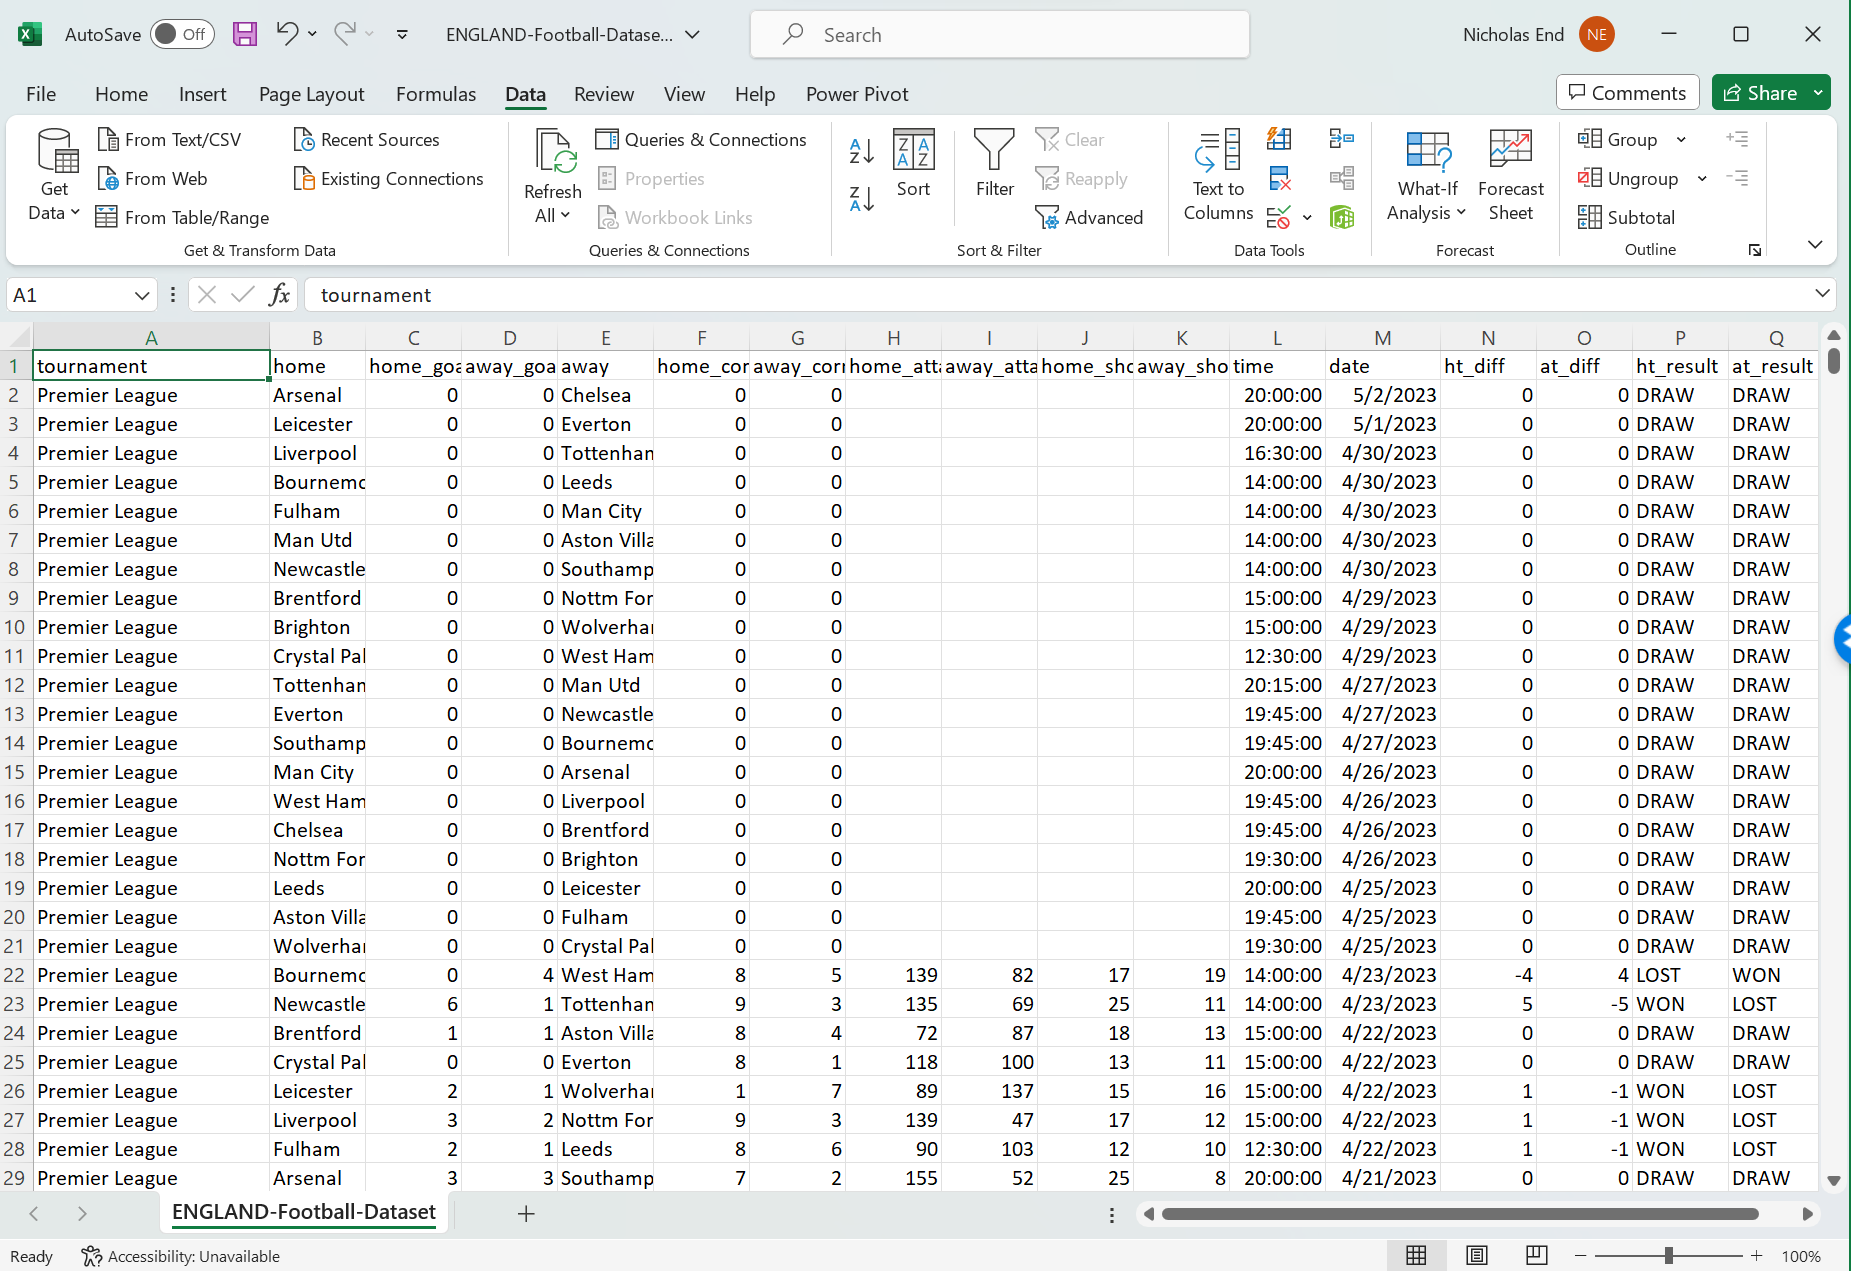 AutoSave Off ENGLAND-Football-Datase... Search Nicholas End NE
File Home Insert Page Layout Formulas Data Review View Help Power Pivot Comments Share
Get Data
From Text/CSV
From Web
From Table/Range
Recent Sources
Existing Connections
Get & Transform Data
Refresh All
Queries & Connections
Properties
Workbook Links
Queries & Connections
Sort
Filter
Clear
Reapply
Advanced
Sort & Filter
Text to Columns
Data Tools
What-If Analysis
Forecast Sheet
Forecast
Group
Ungroup
Subtotal
Outline
A1 fx tournament
A B C D E F G H I J K L M N O P Q
1 tournament home home_goa away_goa away home_cor away_corr home_atta away_atta home_sho away_sho time date ht_diff at_diff ht_result at_result
2 Premier League Arsenal 0 0 Chelsea 0 0 20:00:00 5/2/2023 0 0 DRAW DRAW
3 Premier League Leicester 0 0 Everton 0 0 20:00:00 5/1/2023 0 0 DRAW DRAW
4 Premier League Liverpool 0 0 Tottenhan 0 0 16:30:00 4/30/2023 0 0 DRAW DRAW
5 Premier League Bournemo 0 0 Leeds 0 0 14:00:00 4/30/2023 0 0 DRAW DRAW
6 Premier League Fulham 0 0 Man City 0 0 14:00:00 4/30/2023 0 0 DRAW DRAW
7 Premier League Man Utd 0 0 Aston Villa 0 0 14:00:00 4/30/2023 0 0 DRAW DRAW
8 Premier League Newcastle 0 0 Southamp 0 0 14:00:00 4/30/2023 0 0 DRAW DRAW
9 Premier League Brentford 0 0 Nottm For 0 0 15:00:00 4/29/2023 0 0 DRAW DRAW
10 Premier League Brighton 0 0 Wolverhar 0 0 15:00:00 4/29/2023 0 0 DRAW DRAW
11 Premier League Crystal Pal 0 0 West Ham 0 0 12:30:00 4/29/2023 0 0 DRAW DRAW
12 Premier League Tottenhan 0 0 Man Utd 0 0 20:15:00 4/27/2023 0 0 DRAW DRAW
13 Premier League Everton 0 0 Newcastle 0 0 19:45:00 4/27/2023 0 0 DRAW DRAW
14 Premier League Southamp 0 0 Bournemo 0 0 19:45:00 4/27/2023 0 0 DRAW DRAW
15 Premier League Man City 0 0 Arsenal 0 0 20:00:00 4/26/2023 0 0 DRAW DRAW
16 Premier League West Ham 0 0 Liverpool 0 0 19:45:00 4/26/2023 0 0 DRAW DRAW
17 Premier League Chelsea 0 0 Brentford 0 0 19:45:00 4/26/2023 0 0 DRAW DRAW
18 Premier League Nottm For 0 0 Brighton 0 0 19:30:00 4/26/2023 0 0 DRAW DRAW
19 Premier League Leeds 0 0 Leicester 0 0 20:00:00 4/25/2023 0 0 DRAW DRAW
20 Premier League Aston Villa 0 0 Fulham 0 0 19:45:00 4/25/2023 0 0 DRAW DRAW
21 Premier League Wolverhar 0 0 Crystal Pal 0 0 19:30:00 4/25/2023 0 0 DRAW DRAW
22 Premier League Bournemo 0 4 West Ham 8 5 139 82 17 19 14:00:00 4/23/2023 -4 4 LOST WON
23 Premier League Newcastle 6 1 Tottenhan 9 3 135 69 25 11 14:00:00 4/23/2023 5 -5 WON LOST
24 Premier League Brentford 1 1 Aston Villa 8 4 72 87 18 13 15:00:00 4/22/2023 0 0 DRAW DRAW
25 Premier League Crystal Pal 0 0 Everton 8 1 118 100 13 11 15:00:00 4/22/2023 0 0 DRAW DRAW
26 Premier League Leicester 2 1 Wolverhar 1 7 89 137 15 16 15:00:00 4/22/2023 1 -1 WON LOST
27 Premier League Liverpool 3 2 Nottm For 9 3 139 47 17 12 15:00:00 4/22/2023 1 -1 WON LOST
28 Premier League Fulham 2 1 Leeds 8 6 90 103 12 10 12:30:00 4/22/2023 1 -1 WON LOST
29 Premier League Arsenal 3 3 Southamp 7 2 155 52 25 8 20:00:00 4/21/2023 0 0 DRAW DRAW
ENGLAND-Football-Dataset
Ready Accessibility: Unavailable 100%